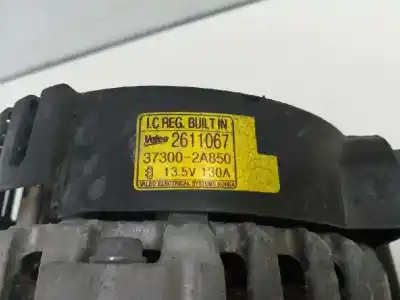 I.C REG. BUILT IN
Valeo 2611067
37300-2A850
13.5V 130A
VALEO ELECTRICAL SYSTEMS KOREA